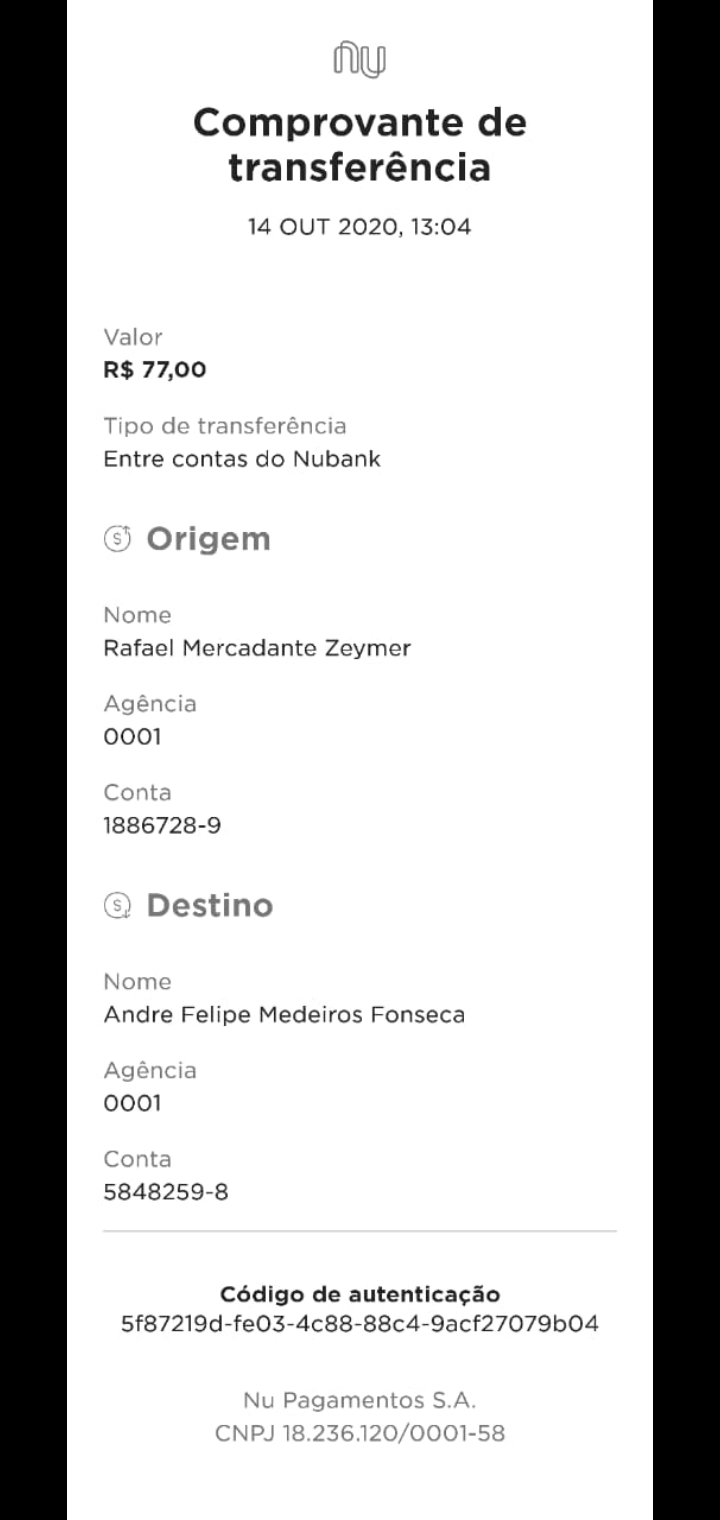 nu
Comprovante de
transferência
14 OUT 2020, 13:04
Valor
R$ 77,00
Tipo de transferência
Entre contas do Nubank
Origem
Nome
Rafael Mercadante Zeymer
Agência
0001
Conta
1886728-9
Destino
Nome
Andre Felipe Medeiros Fonseca
Agência
0001
Conta
5848259-8
Código de autenticação
5f87219d-fe03-4c88-88c4-9acf27079b04
Nu Pagamentos S.A.
CNPJ 18.236.120/0001-58